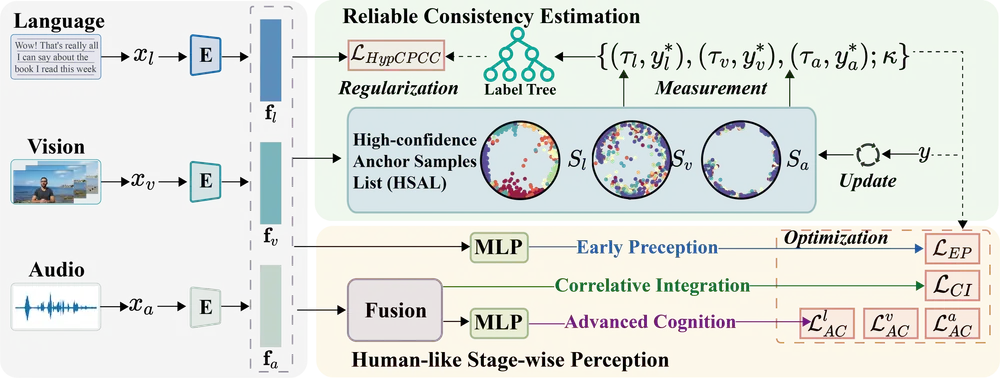 Language
Wow! That's really all
I can say about the
book I read this week
x_l
E
f_l
Vision
x_v
E
f_v
Audio
x_a
E
f_a
Reliable Consistency Estimation
L_HypCPCC
Regularization
Label Tree
{(τ_l, y_l^*), (τ_v, y_v^*), (τ_a, y_a^*); κ}
Measurement
High-confidence
Anchor Samples
List (HSAL)
S_l
S_v
S_a
Update
y
MLP
Early Preception
Optimization
L_EP
Fusion
Correlative Integration
L_CI
MLP
Advanced Cognition
L_AC^l
L_AC^v
L_AC^a
Human-like Stage-wise Perception